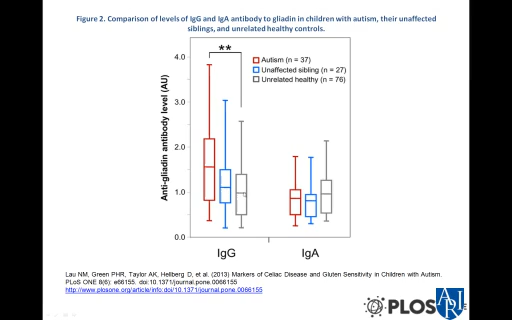 Figure 2. Comparison of levels of IgG and IgA antibody to gliadin in children with autism, their unaffected
siblings, and unrelated healthy controls.
**
Autism (n = 37)
Unaffected sibling (n = 27)
Unrelated healthy (n = 76)
Anti-gliadin antibody level (AU)
4.0
3.0
2.0
1.0
0.0
IgG
IgA
Lau NM, Green PHR, Taylor AK, Hellberg D, et al. (2013) Markers of Celiac Disease and Gluten Sensitivity in Children with Autism.
PLoS ONE 8(6): e66155. doi:10.1371/journal.pone.0066155
http://www.plosone.org/article/info:doi/10.1371/journal.pone.0066155
PLOS